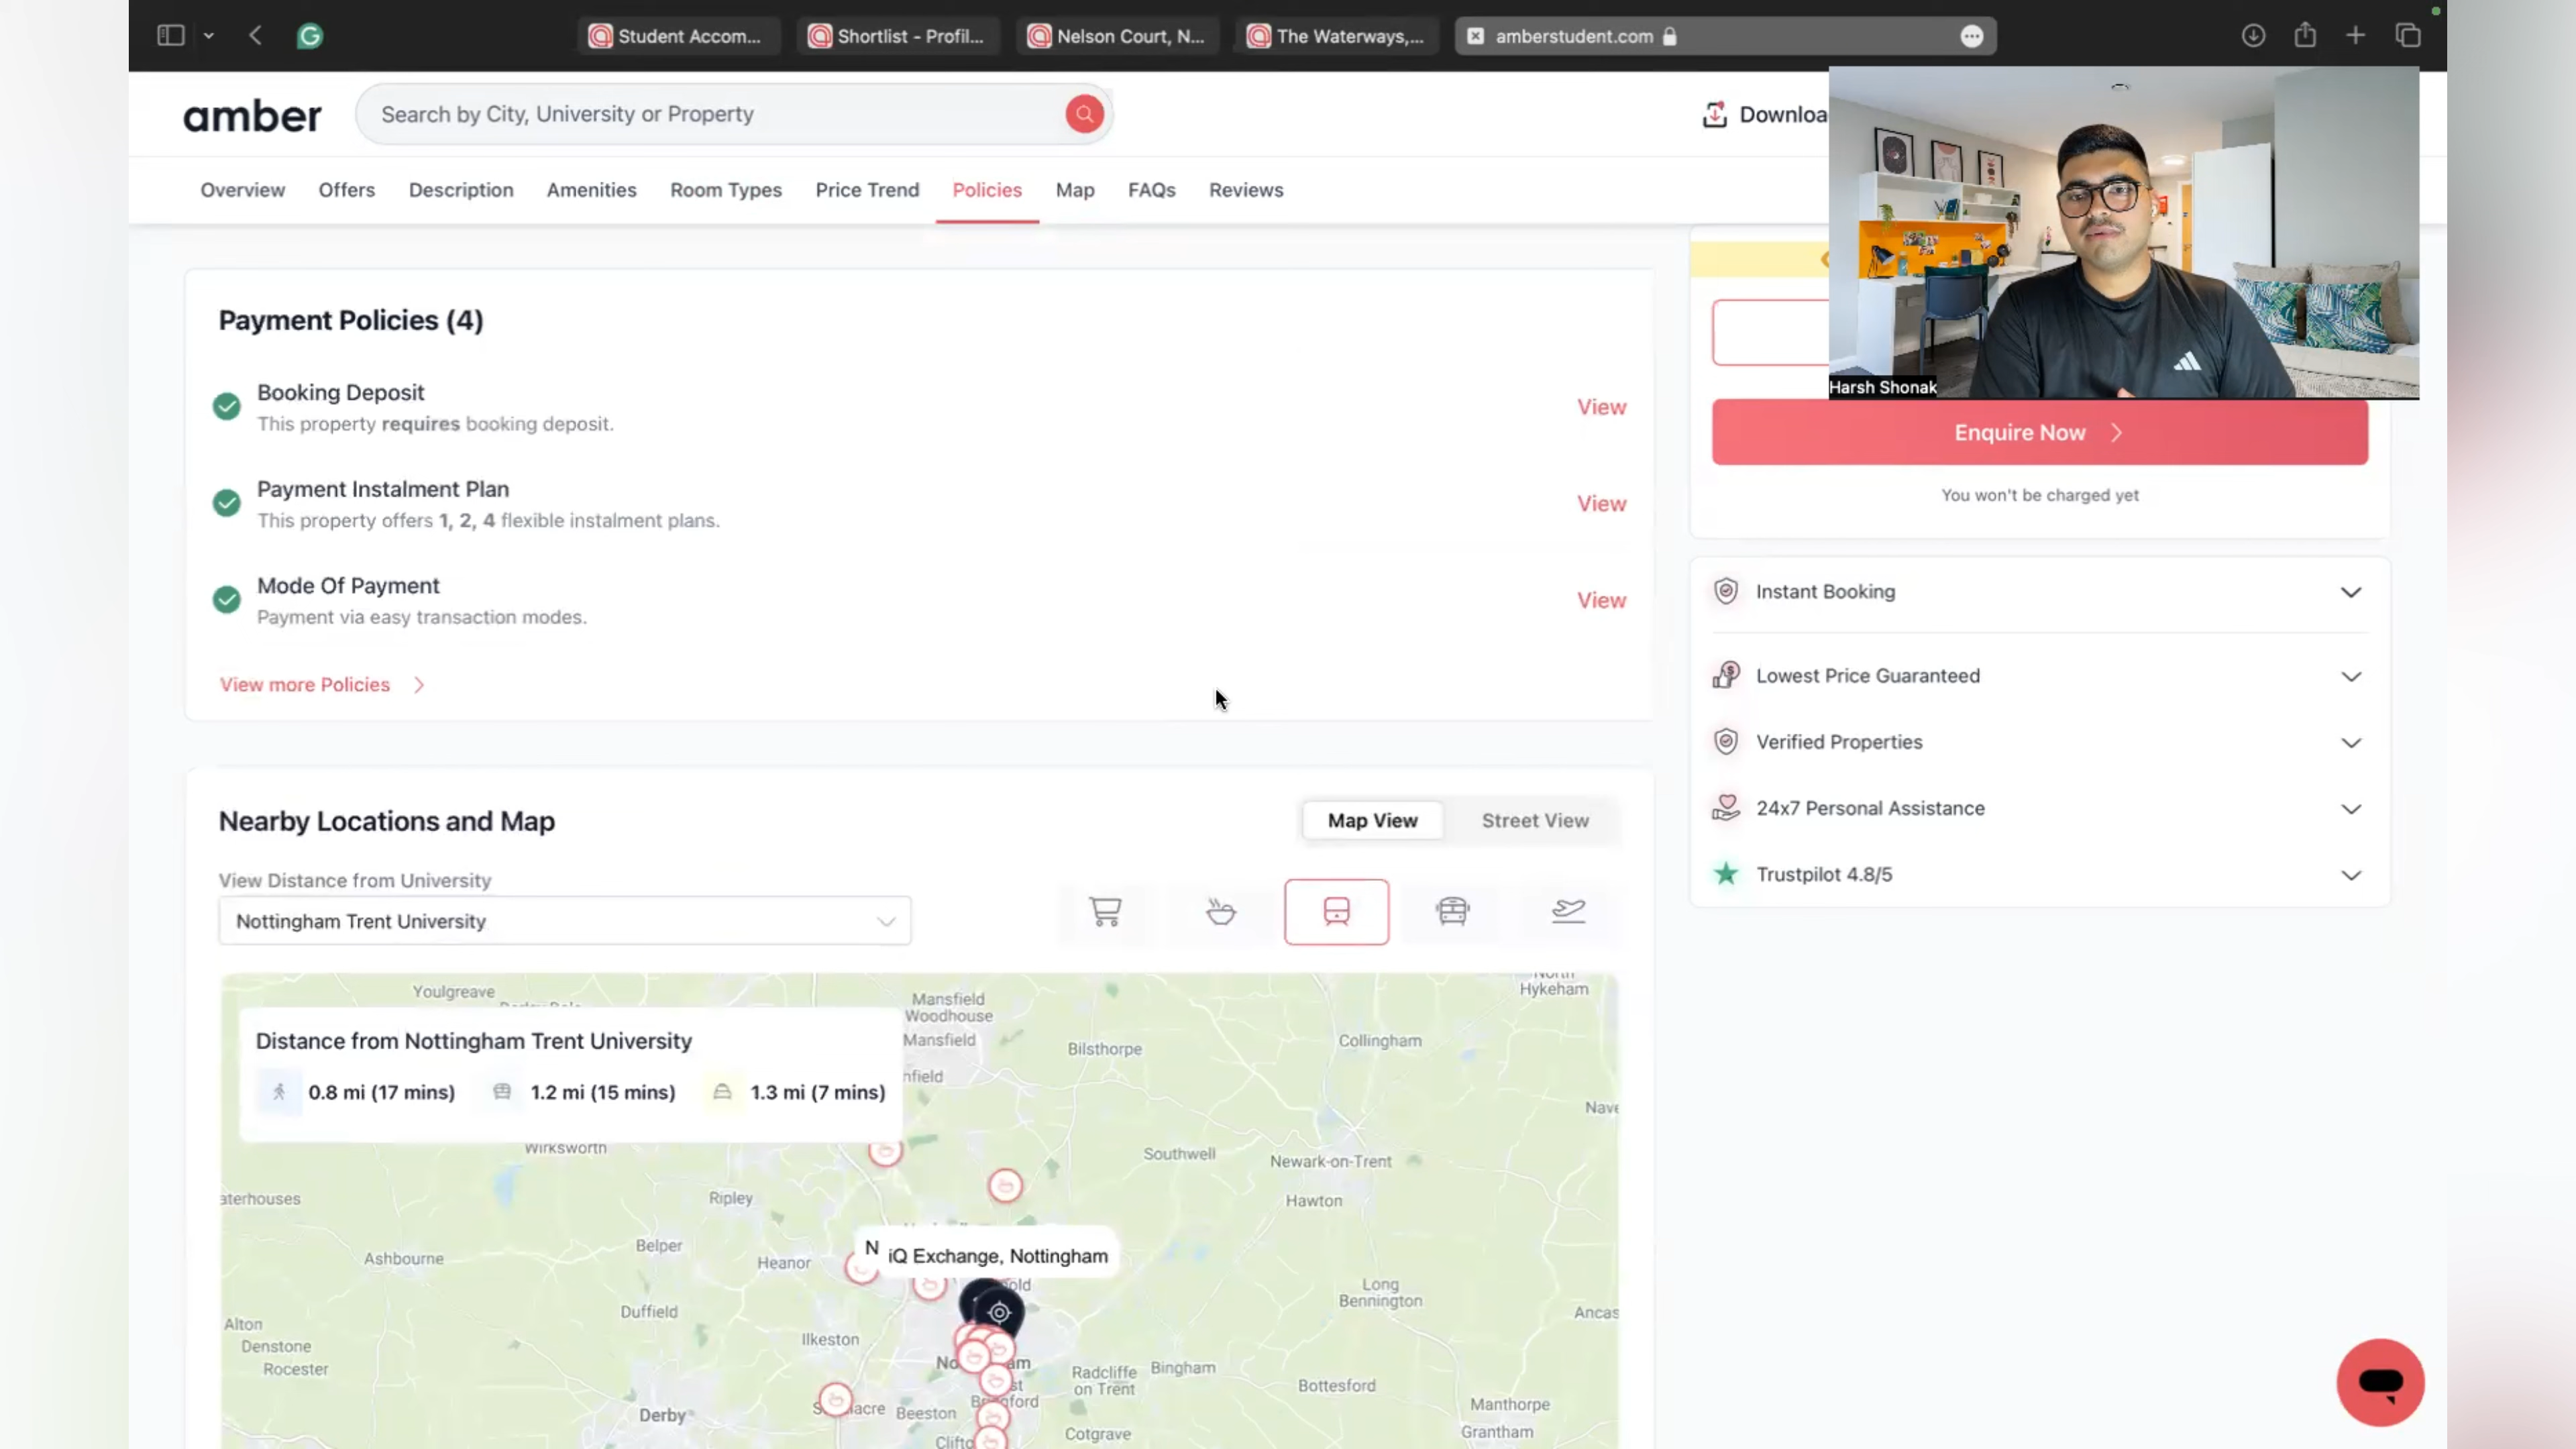 Student Accom...
Shortlist - Profil...
Nelson Court, N...
The Waterways,...
amberstudent.com
amber
Search by City, University or Property
Overview
Offers
Description
Amenities
Room Types
Price Trend
Policies
Map
FAQs
Reviews
Harsh Shonak
Payment Policies (4)
Booking Deposit
This property requires booking deposit.
View
Payment Instalment Plan
This property offers 1, 2, 4 flexible instalment plans.
View
Mode Of Payment
Payment via easy transaction modes.
View
View more Policies
Enquire Now
You won't be charged yet
Instant Booking
Lowest Price Guaranteed
Verified Properties
24x7 Personal Assistance
Trustpilot 4.8/5
Nearby Locations and Map
Map View
Street View
View Distance from University
Nottingham Trent University
Distance from Nottingham Trent University
0.8 mi (17 mins)
1.2 mi (15 mins)
1.3 mi (7 mins)
Youlgreave
Mansfield
Woodhouse
Mansfield
Bilsthorpe
Collingham
North
Hykeham
Wirksworth
Southwell
Newark-on-Trent
Hawton
Ripley
Ashbourne
Belper
Heanor
iQ Exchange, Nottingham
Long
Bennington
Duffield
Ilkeston
Alton
Denstone
Rocester
Radcliffe
on Trent
Bingham
Bottesford
Beeston
Derby
Cotgrave
Manthorpe
Grantham